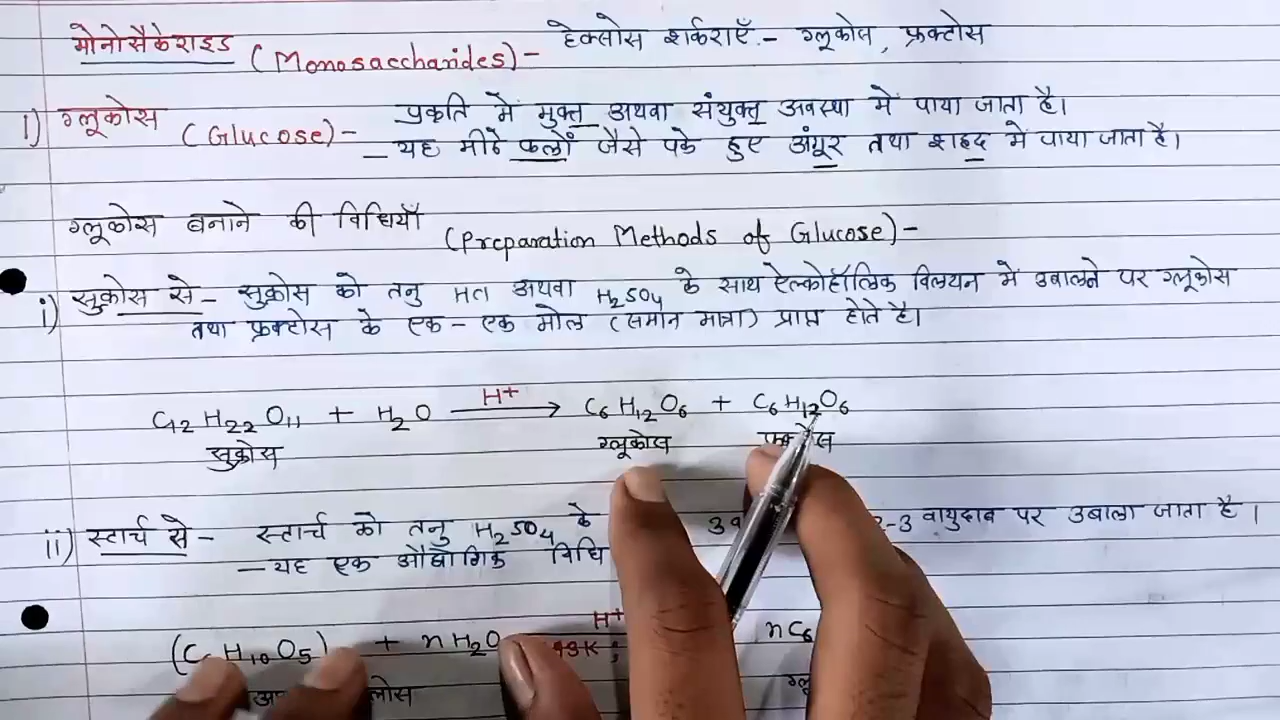 मोनोसैकेराइड (Monosaccharides) - हेक्सोस शर्कराएँ - ग्लूकोस, फ्रक्टोस
1) ग्लूकोस (Glucose) - प्रकृति में मुक्त अथवा संयुक्त अवस्था में पाया जाता है।
- यह मीठे फलों जैसे पके हुए अंगूर तथा शहद में पाया जाता है।
ग्लूकोस बनाने की विधियाँ (Preparation Methods of Glucose) -
i) सुक्रोस से - सुक्रोस को तनु HCl अथवा H₂SO₄ के साथ ऐल्कोहॉलिक विलयन में उबालने पर ग्लूकोस
तथा फ्रक्टोस के एक - एक मोल (समान मात्रा) प्राप्त होते है।
H+
C₁₂H₂₂O₁₁ + H₂O → C₆H₁₂O₆ + C₆H₁₂O₆
सुक्रोस ग्लूकोस
ii) स्टार्च से - स्टार्च को तनु H₂SO₄ के 2-3 वायुदाब पर उबाला जाता है।
- यह एक औद्योगिक विधि
H+
H₁₀O₅) + nH₂O nC₆